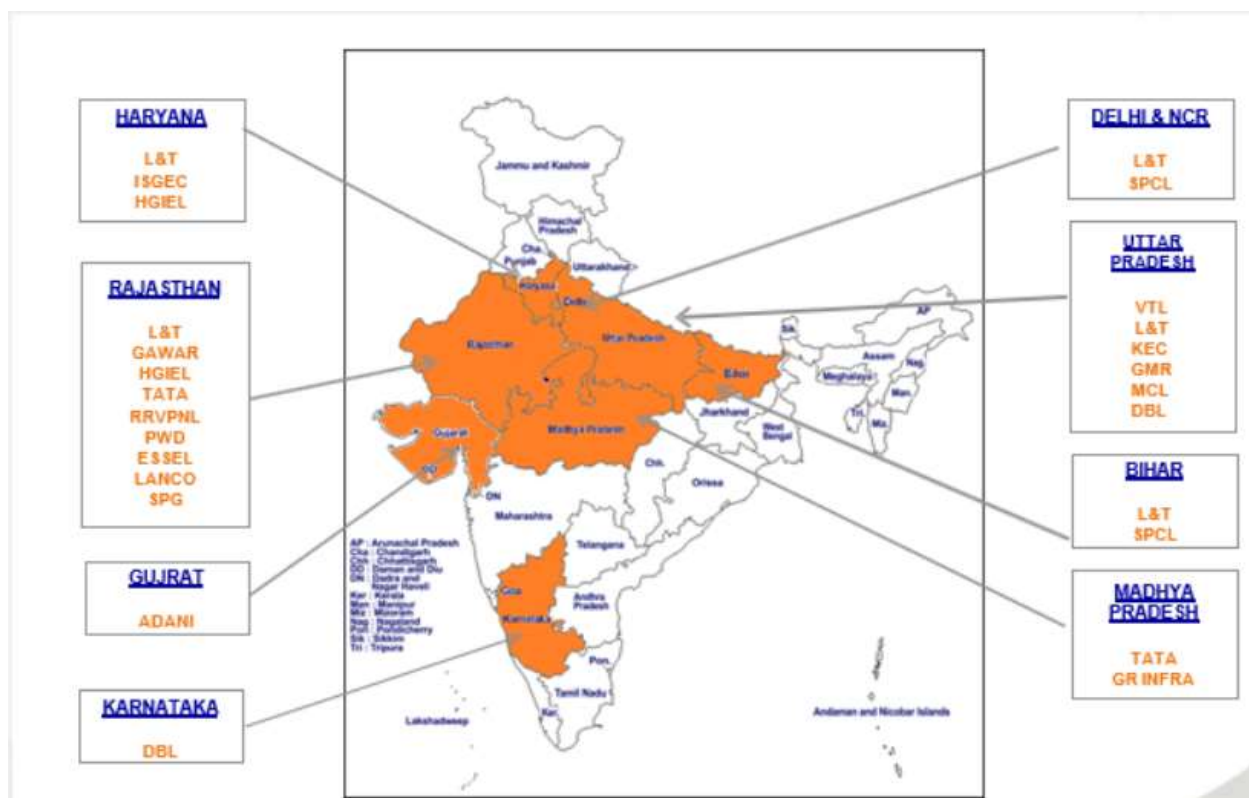 HARYANA
L&T
ISGEC
HGIEL
RAJASTHAN
L&T
GAWAR
HGIEL
TATA
RRVPNL
PWD
ESSEL
LANCO
SPG
GUJRAT
ADANI
KARNATAKA
DBL
Jammu and Kashmir
Himachal
Pradesh
Cha.
Punjab
Uttarakhand
Haryana
Delhi
Rajasthan
Uttar Pradesh
Bihar
Sik.
AP
Assam
Nag.
Meghalaya
Man.
Tri.
Miz.
Jharkhand
West
Bengal
Gujarat
Madhya Pradesh
DD
DN
Chh.
Orissa
Maharashtra
Telangana
AP : Arunachal Pradesh
Cha : Chandigarh
Chh : Chhattisgarh
DD : Daman and Diu
DN : Dadra and
Nagar Haveli
Ker : Kerala
Man : Manipur
Miz : Mizoram
Nag : Nagaland
Pon : Pondicherry
Sik : Sikkim
Tri : Tripura
Goa
Karnataka
Andhra
Pradesh
Pon.
Tamil Nadu
Ker.
Lakshadweep
Andaman and Nicobar Islands
DELHI & NCR
L&T
SPCL
UTTAR
PRADESH
VTL
L&T
KEC
GMR
MCL
DBL
BIHAR
L&T
SPCL
MADHYA
PRADESH
TATA
GR INFRA